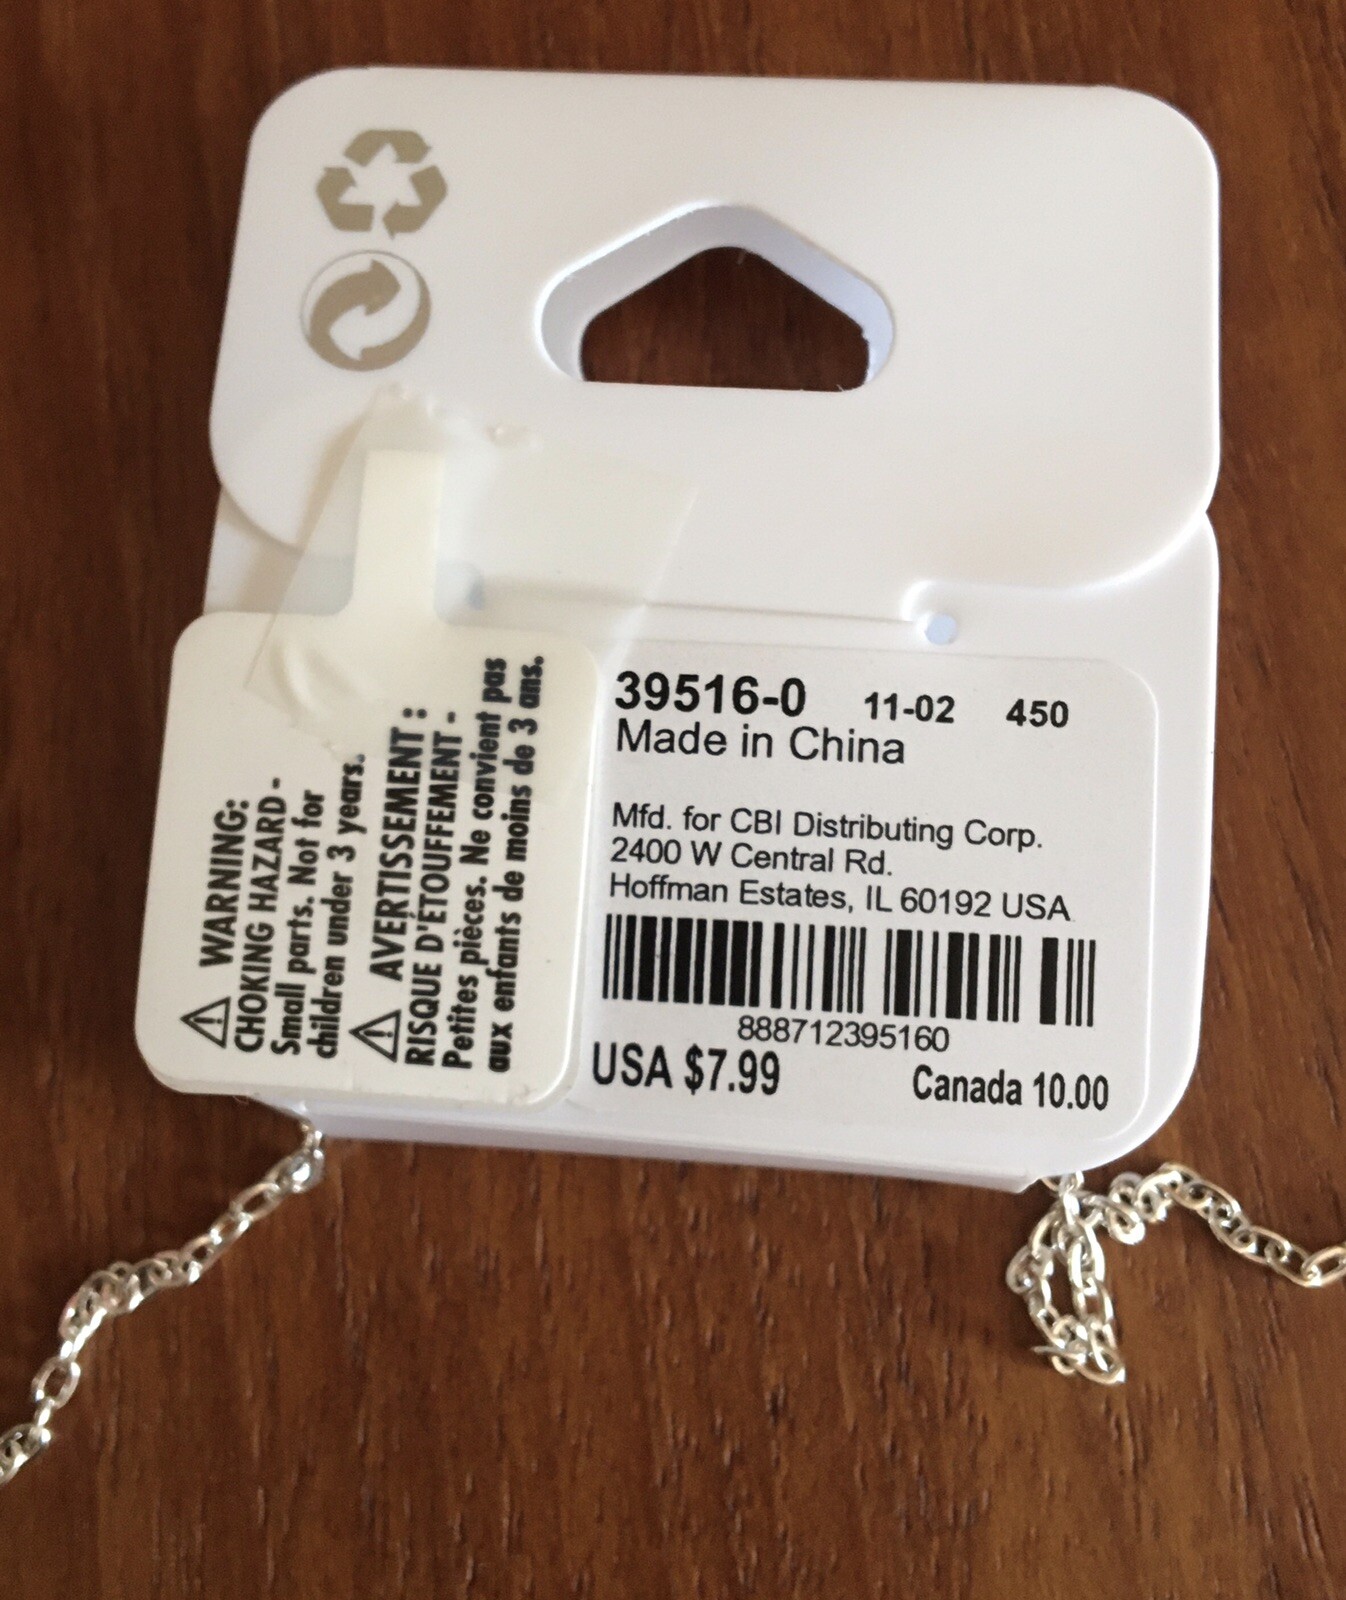 WARNING:
CHOKING HAZARD -
Small parts. Not for
children under 3 years.
AVERTISSEMENT :
RISQUE D'ÉTOUFFEMENT -
Petites pièces. Ne convient pas
aux enfants de moins de 3 ans.
39516-0 11-02 450
Made in China
Mfd. for CBI Distributing Corp.
2400 W Central Rd.
Hoffman Estates, IL 60192 USA
888712395160
USA $7.99 Canada 10.00